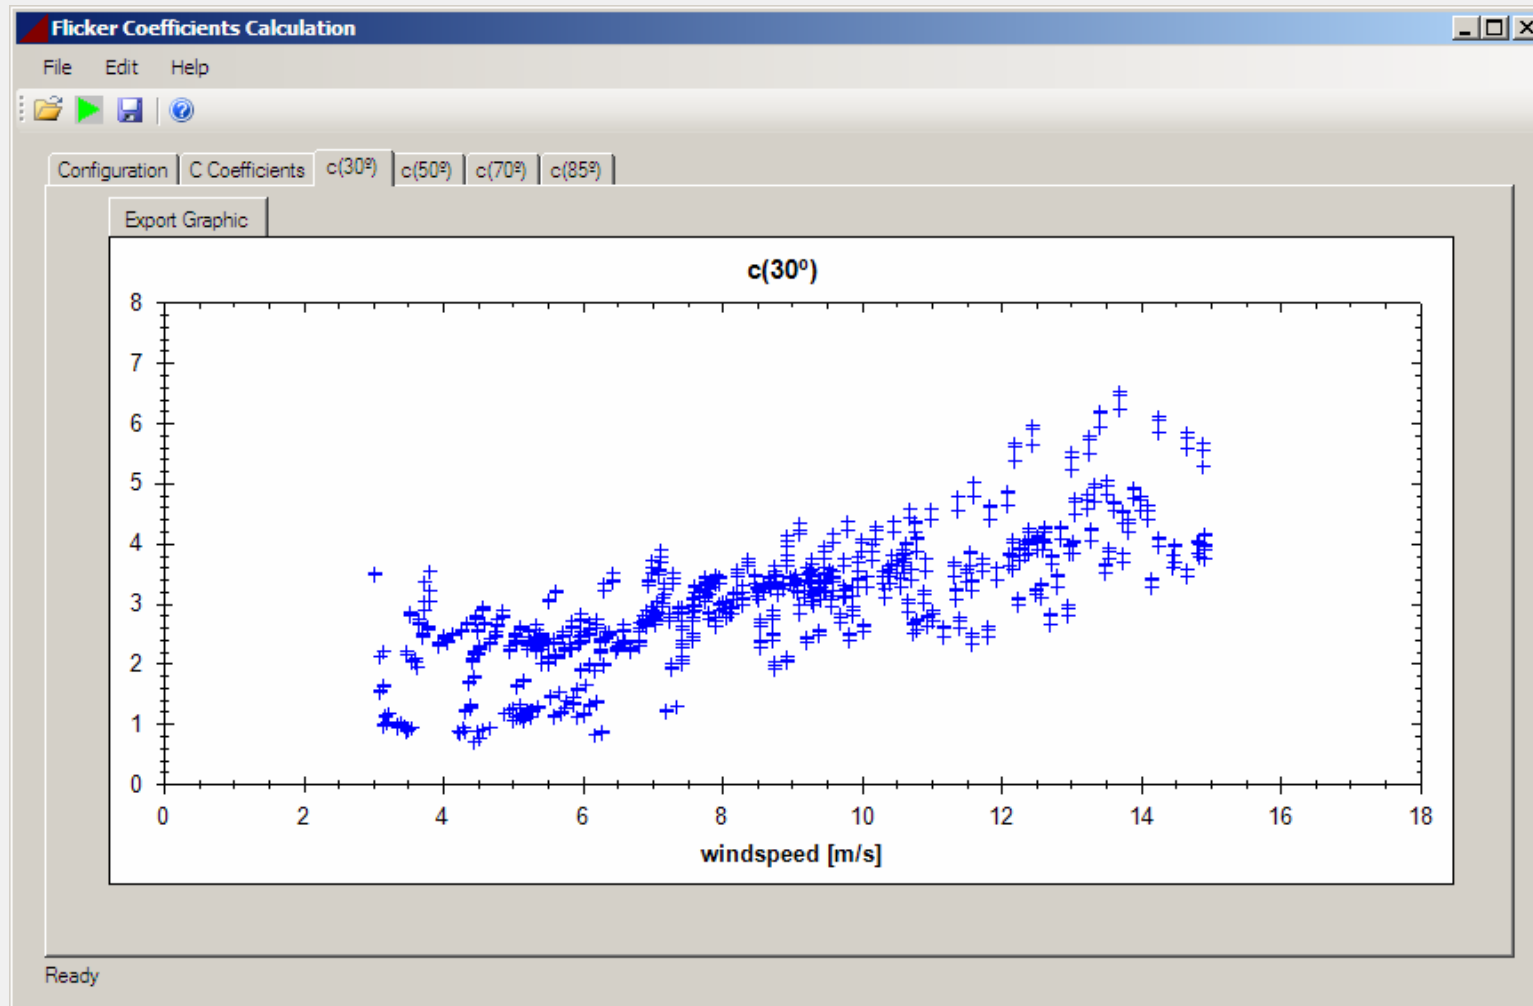 Flicker Coefficients Calculation
File Edit Help
Configuration C Coefficients c(30º) c(50º) c(70º) c(85º)
Export Graphic
c(30º)
8
7
6
5
4
3
2
1
0
0 2 4 6 8 10 12 14 16 18
windspeed [m/s]
Ready